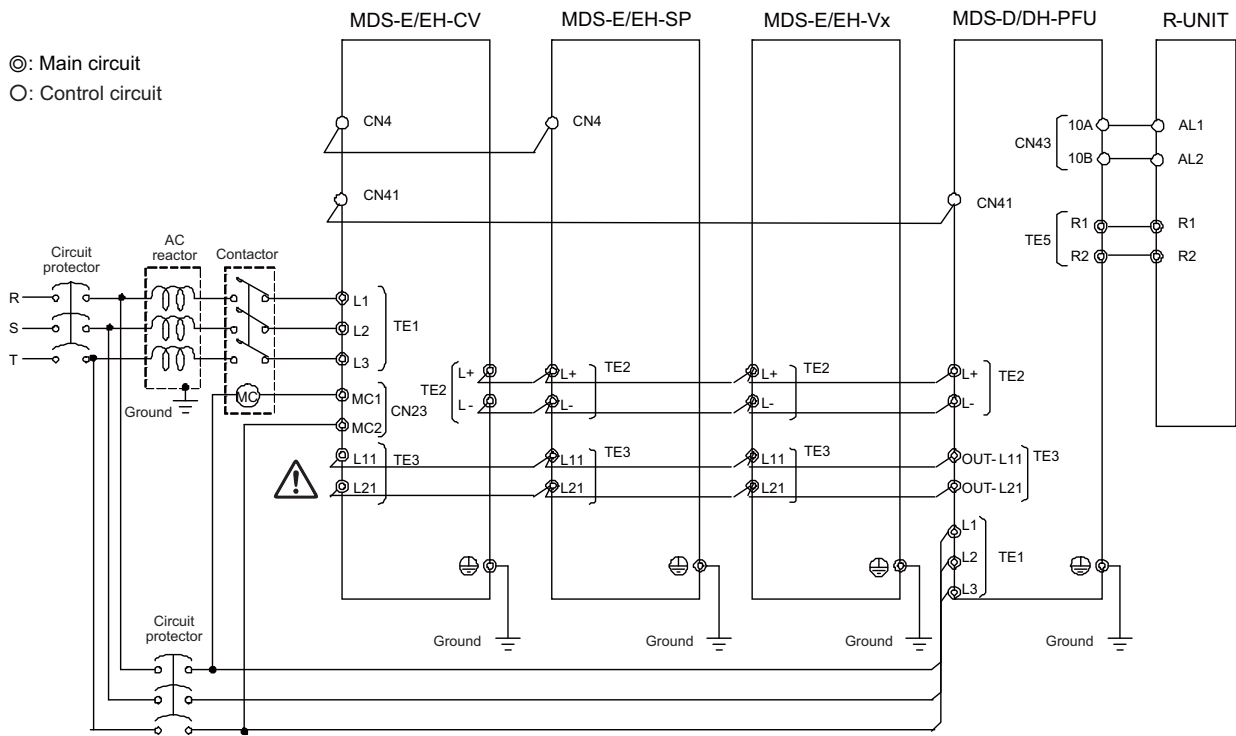 MDS-E/EH-CV MDS-E/EH-SP MDS-E/EH-Vx MDS-D/DH-PFU R-UNIT
◎: Main circuit
○: Control circuit
CN4 CN4
10A AL1
CN43
10B AL2
CN41 CN41
R1 R1
TE5
R2 R2
Circuit
protector
AC
reactor
Contactor
R L1
S L2 TE1
T L3
L+ L+ TE2 L+ TE2 L+
TE2 TE2
L- L- L- L-
Ground MC MC1
CN23
MC2
L11 TE3 L11 TE3 L11 TE3 OUT-L11 TE3
L21 L21 L21 OUT-L21
L1
L2 TE1
L3
Circuit
protector
Ground Ground Ground Ground